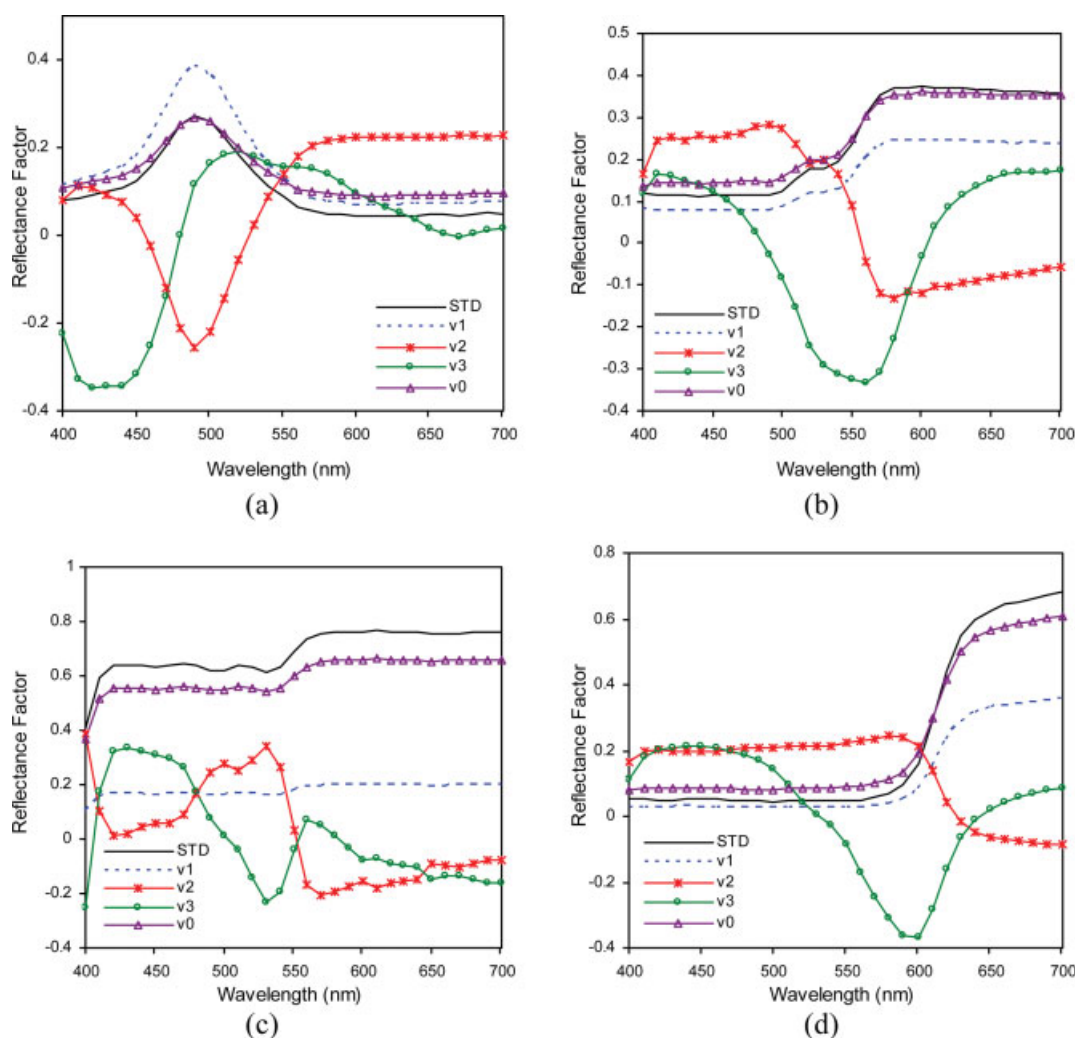 Reflectance Factor
0.4
0.2
0
-0.2
-0.4
STD
v1
v2
v3
v0
400 450 500 550 600 650 700
Wavelength (nm)
(a)
Reflectance Factor
0.5
0.4
0.3
0.2
0.1
0
-0.1
-0.2
-0.3
-0.4
STD
v1
v2
v3
v0
400 450 500 550 600 650 700
Wavelength (nm)
(b)
Reflectance Factor
1
0.8
0.6
0.4
0.2
0
-0.2
-0.4
STD
v1
v2
v3
v0
400 450 500 550 600 650 700
Wavelength (nm)
(c)
Reflectance Factor
0.8
0.6
0.4
0.2
0
-0.2
-0.4
STD
v1
v2
v3
v0
400 450 500 550 600 650 700
Wavelength (nm)
(d)